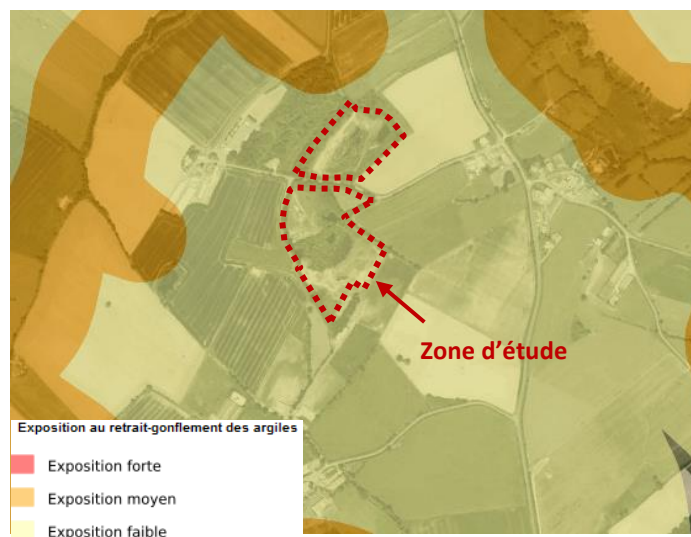 Zone d'étude
Exposition au retrait-gonflement des argiles
Exposition forte
Exposition moyen
Exposition faible